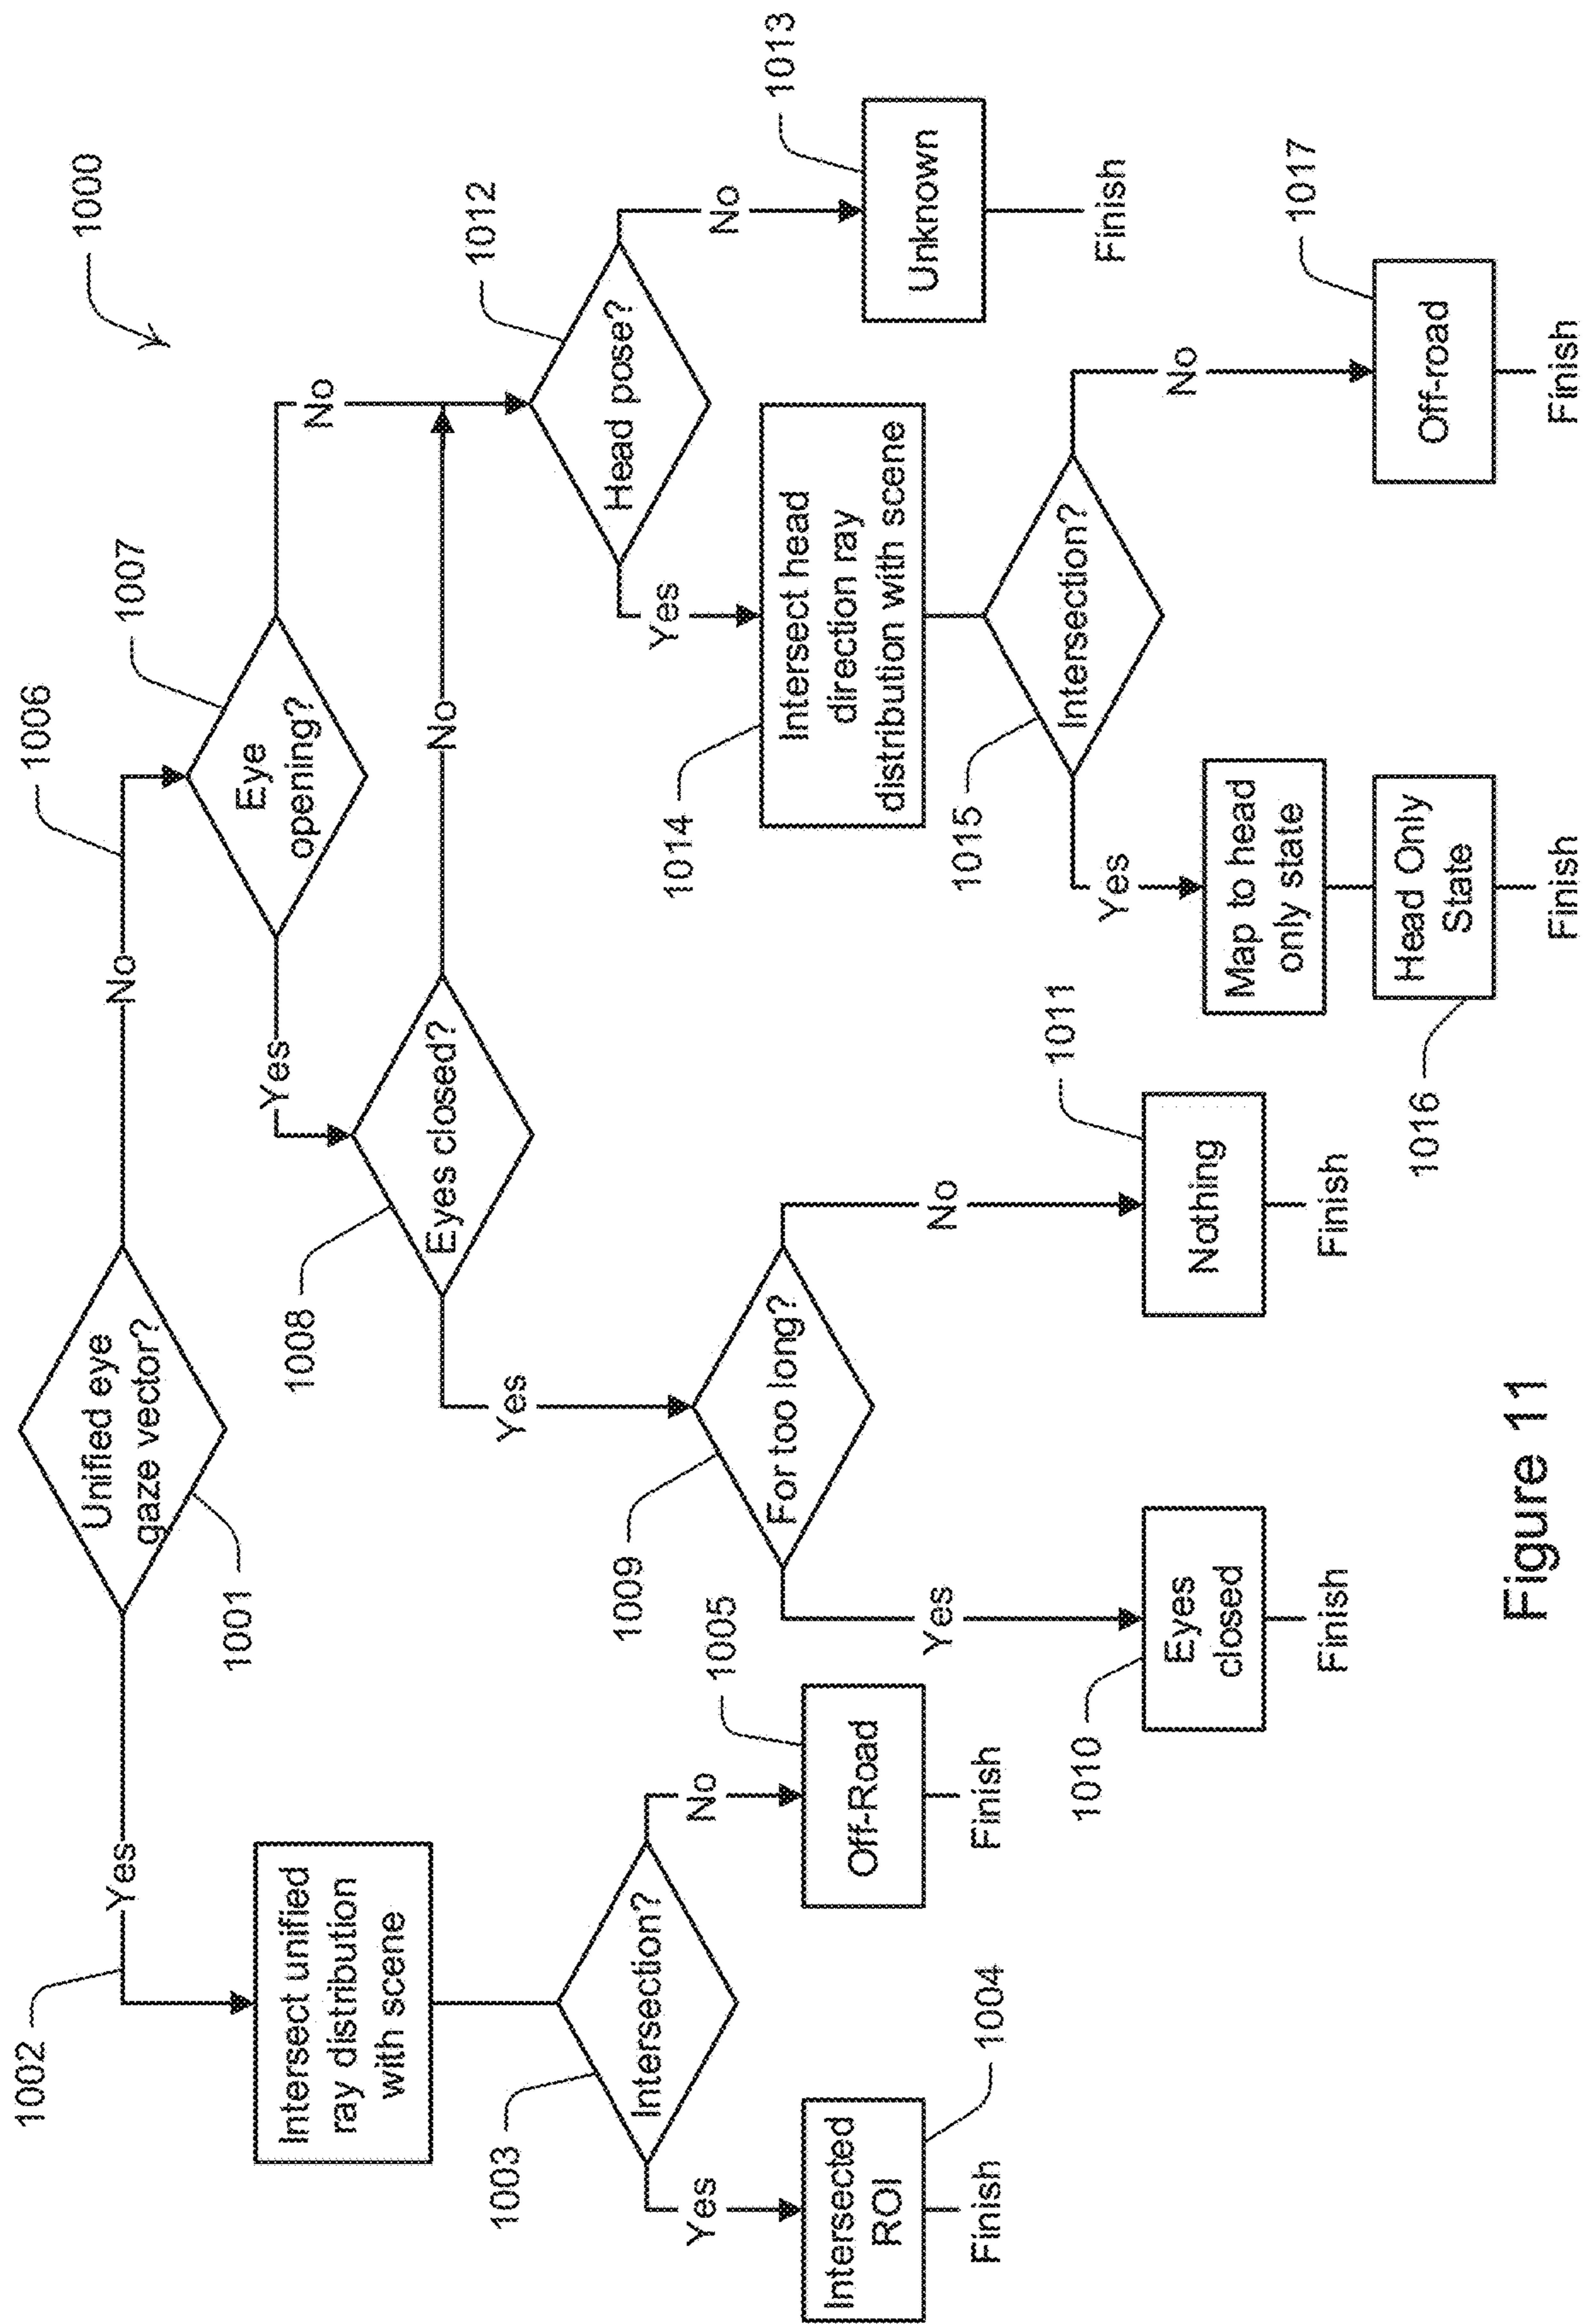 1000
Unified eye
gaze vector?
1001
Yes
No
1002
1006
Intersect unified
ray distribution
with scene
Eye
opening?
1007
Yes
No
Intersection?
1003
Eyes closed?
1008
No
Yes
Head pose?
1012
Yes
No
Yes
No
Intersected
ROI
1004
Off-Road
1005
Finish
Finish
For too long?
1009
Intersect head
direction ray
distribution with scene
1014
Unknown
1013
Finish
Yes
No
Intersection?
1015
Yes
No
Eyes
closed
1010
Nothing
1011
Map to head
only state
Finish
Finish
Head Only
State
1016
Off-road
1017
Finish
Finish
Figure 11